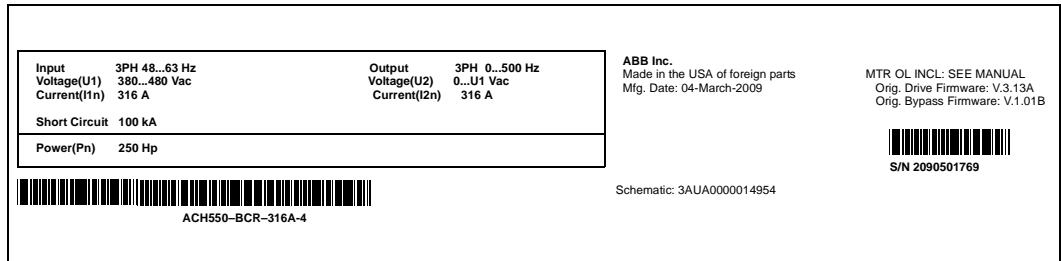 Input 3PH 48...63 Hz
Voltage(U1) 380...480 Vac
Current(I1n) 316 A
Short Circuit 100 kA
Power(Pn) 250 Hp
Output 3PH 0...500 Hz
Voltage(U2) 0...U1 Vac
Current(I2n) 316 A
ABB Inc.
Made in the USA of foreign parts
Mfg. Date: 04-March-2009
MTR OL INCL: SEE MANUAL
Orig. Drive Firmware: V.3.13A
Orig. Bypass Firmware: V.1.01B
S/N 2090501769
ACH550–BCR–316A-4
Schematic: 3AUA0000014954